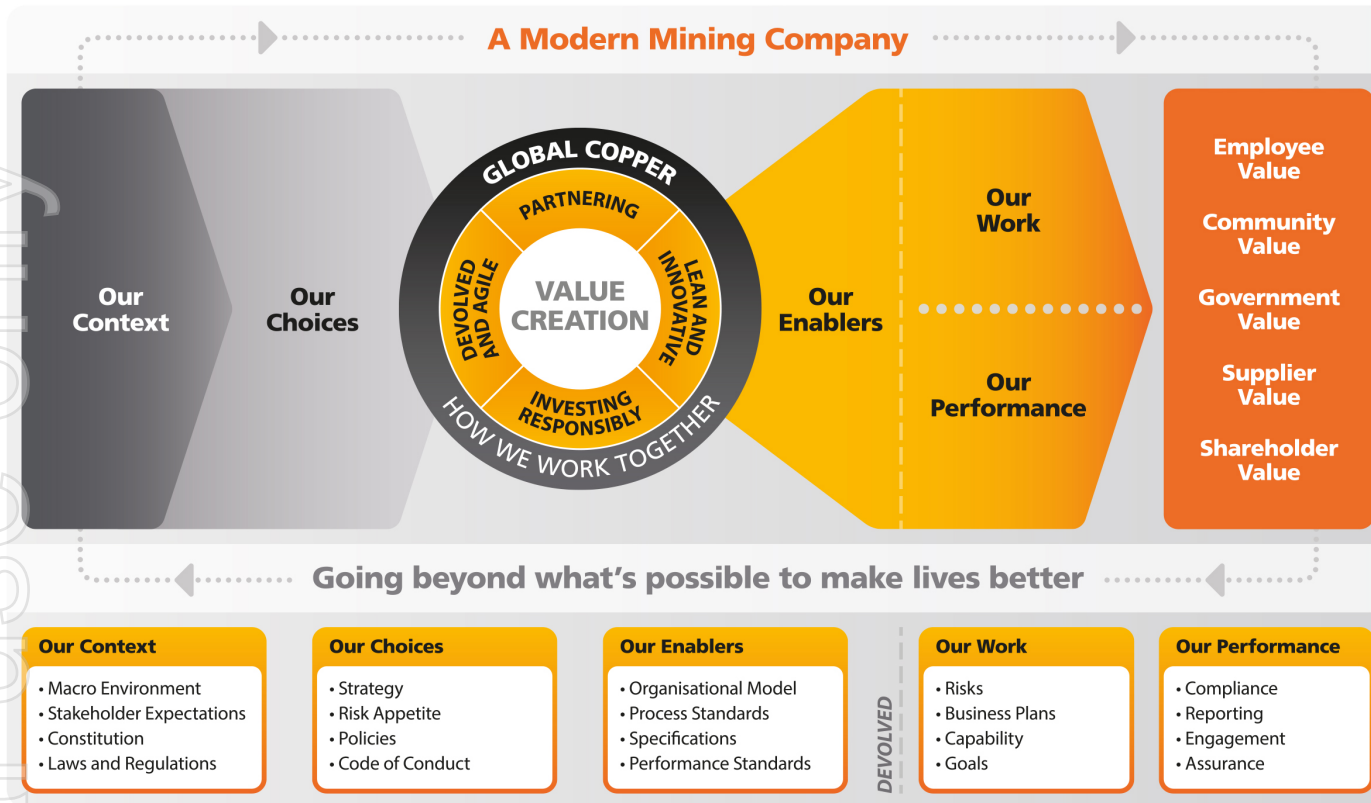 A Modern Mining Company
Our
Context
Our
Choices
GLOBAL COPPER
PARTNERING
DEVOLVED
AND AGILE
LEAN AND
INNOVATIVE
VALUE
CREATION
INVESTING
RESPONSIBLY
HOW WE WORK TOGETHER
Our
Enablers
Our
Work
Our
Performance
Employee
Value
Community
Value
Government
Value
Supplier
Value
Shareholder
Value
Going beyond what's possible to make lives better
Our Context
• Macro Environment
• Stakeholder Expectations
• Constitution
• Laws and Regulations
Our Choices
• Strategy
• Risk Appetite
• Policies
• Code of Conduct
Our Enablers
• Organisational Model
• Process Standards
• Specifications
• Performance Standards
DEVOLVED
Our Work
• Risks
• Business Plans
• Capability
• Goals
Our Performance
• Compliance
• Reporting
• Engagement
• Assurance